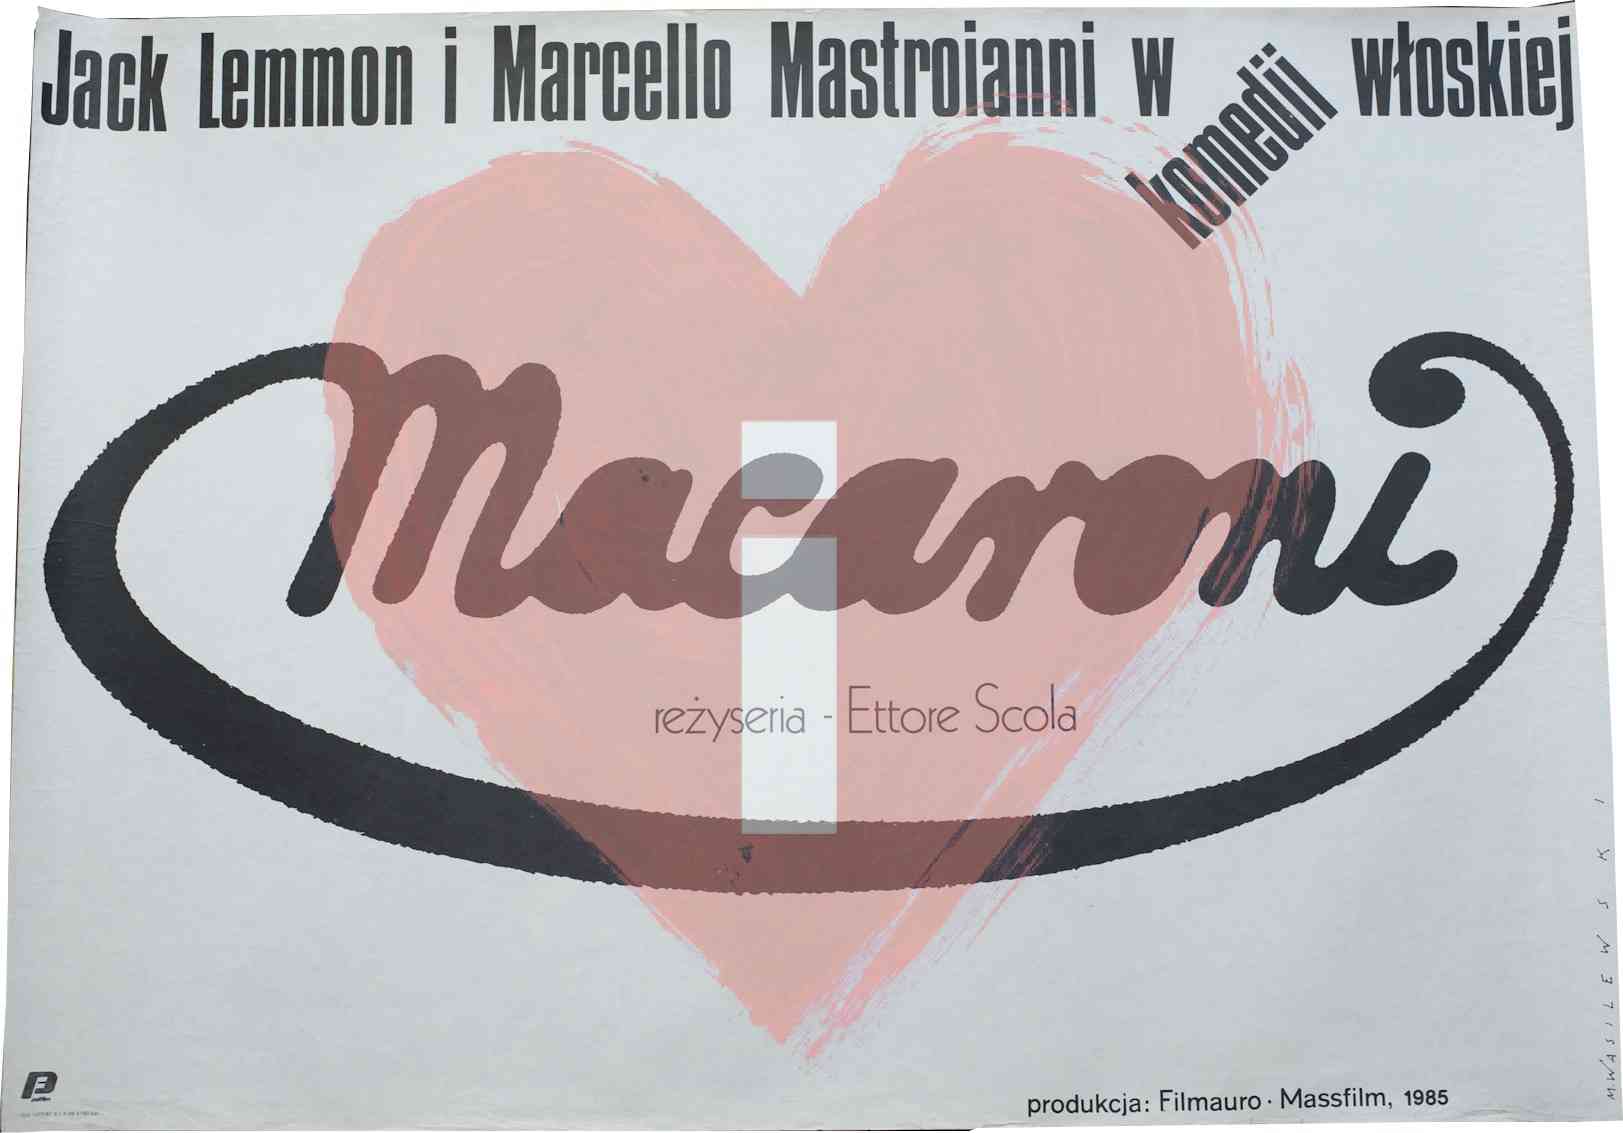 Jack Lemmon i Marcello Mastroianni w komedii włoskiej
Macaroni
reżyseria - Ettore Scola
produkcja: Filmauro · Massfilm, 1985
M.WASILEWSKI